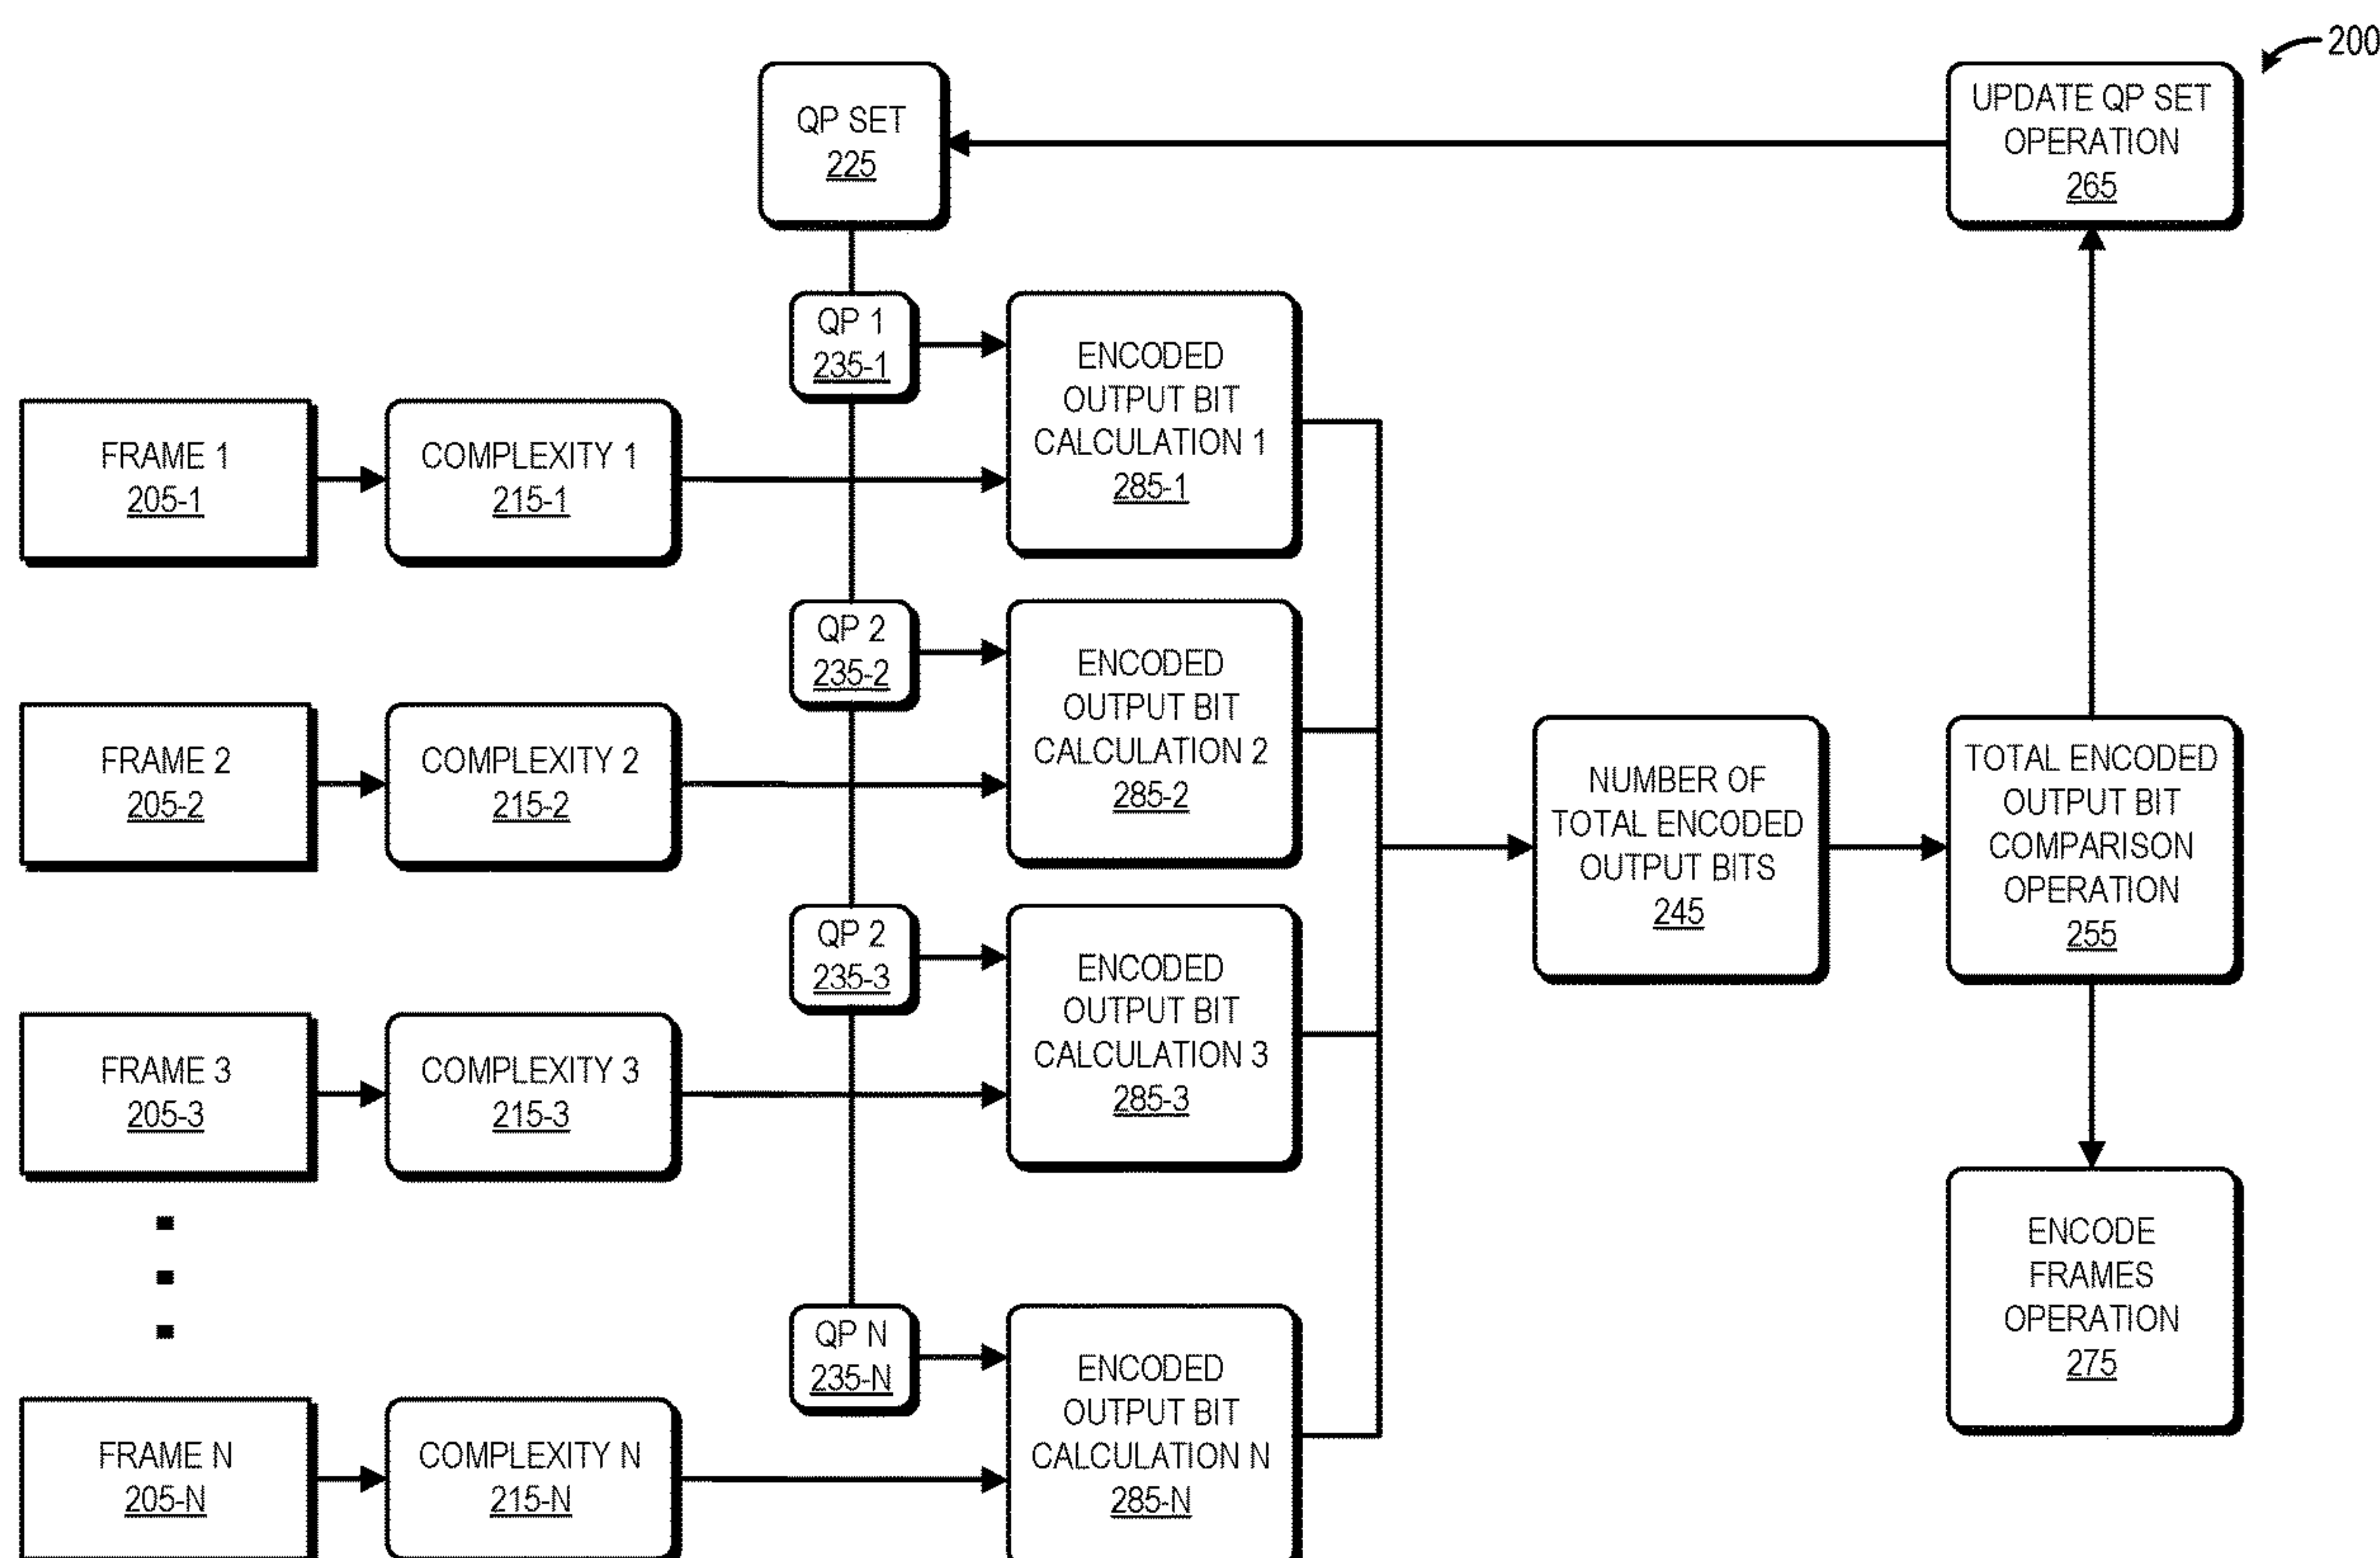 200
QP SET
225
UPDATE QP SET
OPERATION
265
QP 1
235-1
ENCODED
OUTPUT BIT
CALCULATION 1
285-1
FRAME 1
205-1
COMPLEXITY 1
215-1
QP 2
235-2
ENCODED
OUTPUT BIT
CALCULATION 2
285-2
FRAME 2
205-2
COMPLEXITY 2
215-2
NUMBER OF
TOTAL ENCODED
OUTPUT BITS
245
TOTAL ENCODED
OUTPUT BIT
COMPARISON
OPERATION
255
QP 2
235-3
ENCODED
OUTPUT BIT
CALCULATION 3
285-3
FRAME 3
205-3
COMPLEXITY 3
215-3
ENCODE
FRAMES
OPERATION
275
QP N
235-N
ENCODED
OUTPUT BIT
CALCULATION N
285-N
FRAME N
205-N
COMPLEXITY N
215-N